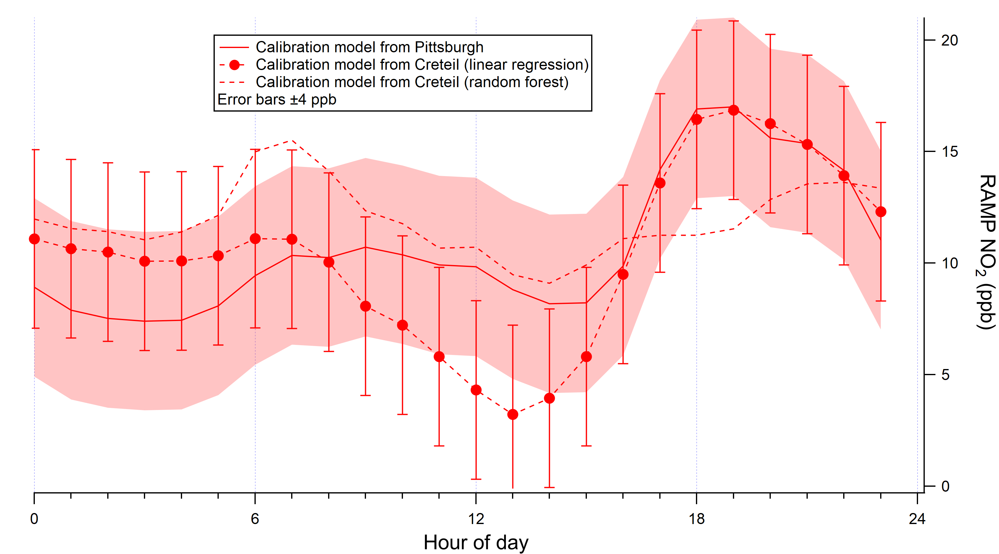 Calibration model from Pittsburgh
Calibration model from Creteil (linear regression)
Calibration model from Creteil (random forest)
Error bars ±4 ppb
20
15
10
5
0
RAMP NO₂ (ppb)
0 6 12 18 24
Hour of day